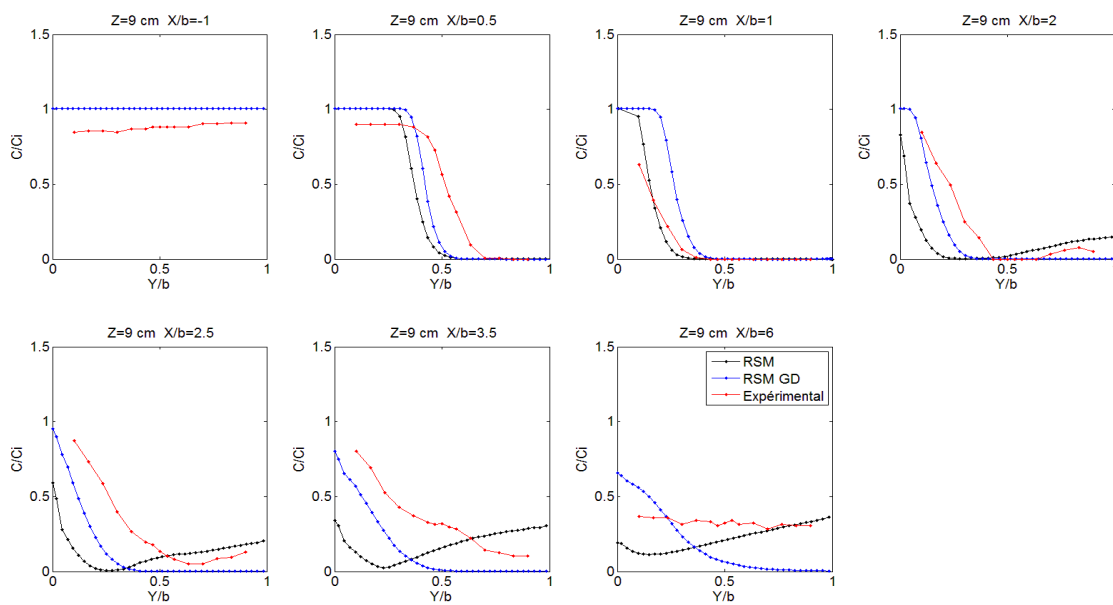 Z=9 cm  X/b=-1
1.5
1
0.5
0
C/Ci
0 0.5 1
Y/b
Z=9 cm  X/b=0.5
1.5
1
0.5
0
C/Ci
0 0.5 1
Y/b
Z=9 cm  X/b=1
1.5
1
0.5
0
C/Ci
0 0.5 1
Y/b
Z=9 cm  X/b=2
1.5
1
0.5
0
C/Ci
0 0.5
Y/b
Z=9 cm  X/b=2.5
1.5
1
0.5
0
C/Ci
0 0.5 1
Y/b
Z=9 cm  X/b=3.5
1.5
1
0.5
0
C/Ci
0 0.5 1
Y/b
Z=9 cm  X/b=6
1.5
1
0.5
0
C/Ci
RSM
RSM GD
Expérimental
0 0.5 1
Y/b